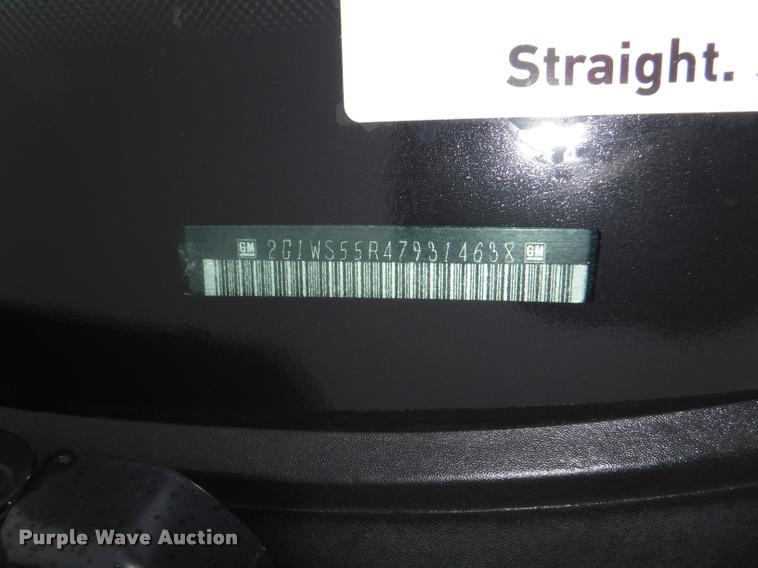 Straight.
GM 2G1WS55R479314638 GM
Purple Wave Auction